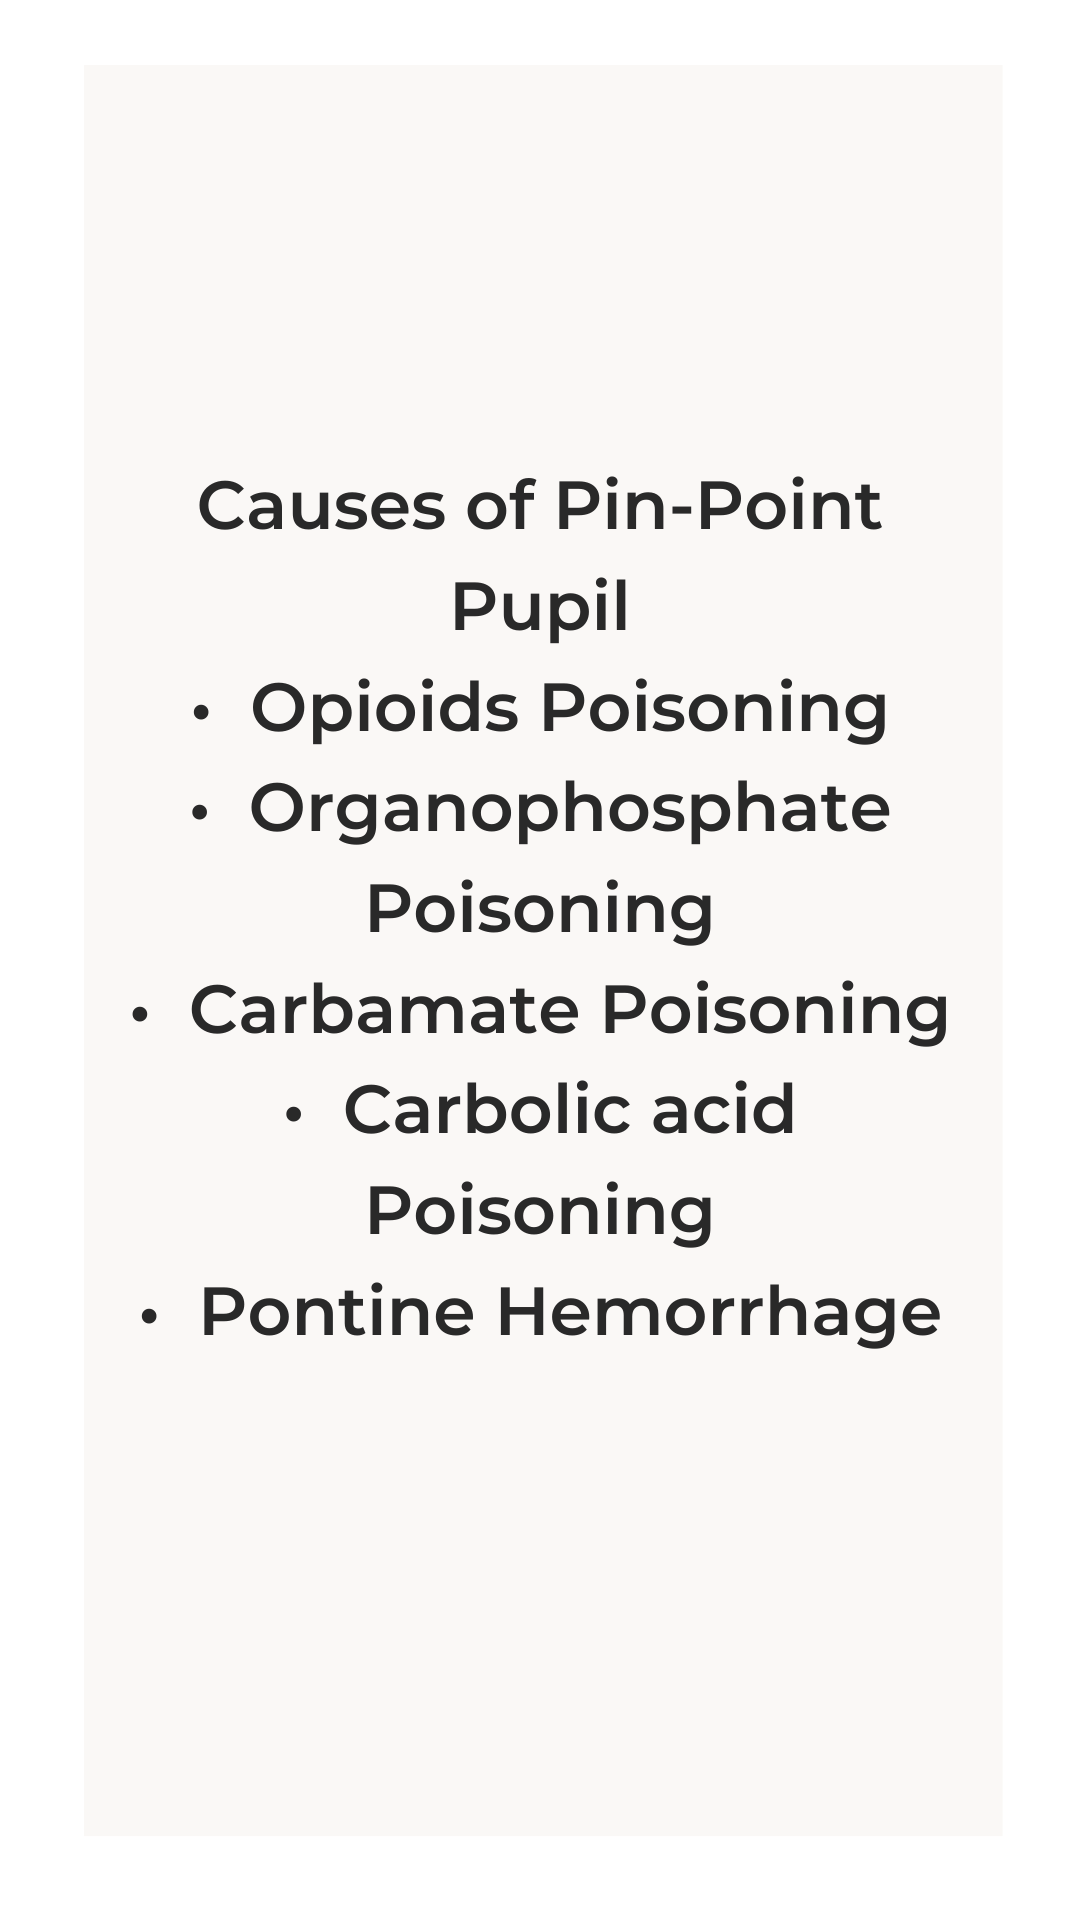 Causes of Pin-Point
Pupil
• Opioids Poisoning
• Organophosphate
Poisoning
• Carbamate Poisoning
• Carbolic acid
Poisoning
• Pontine Hemorrhage